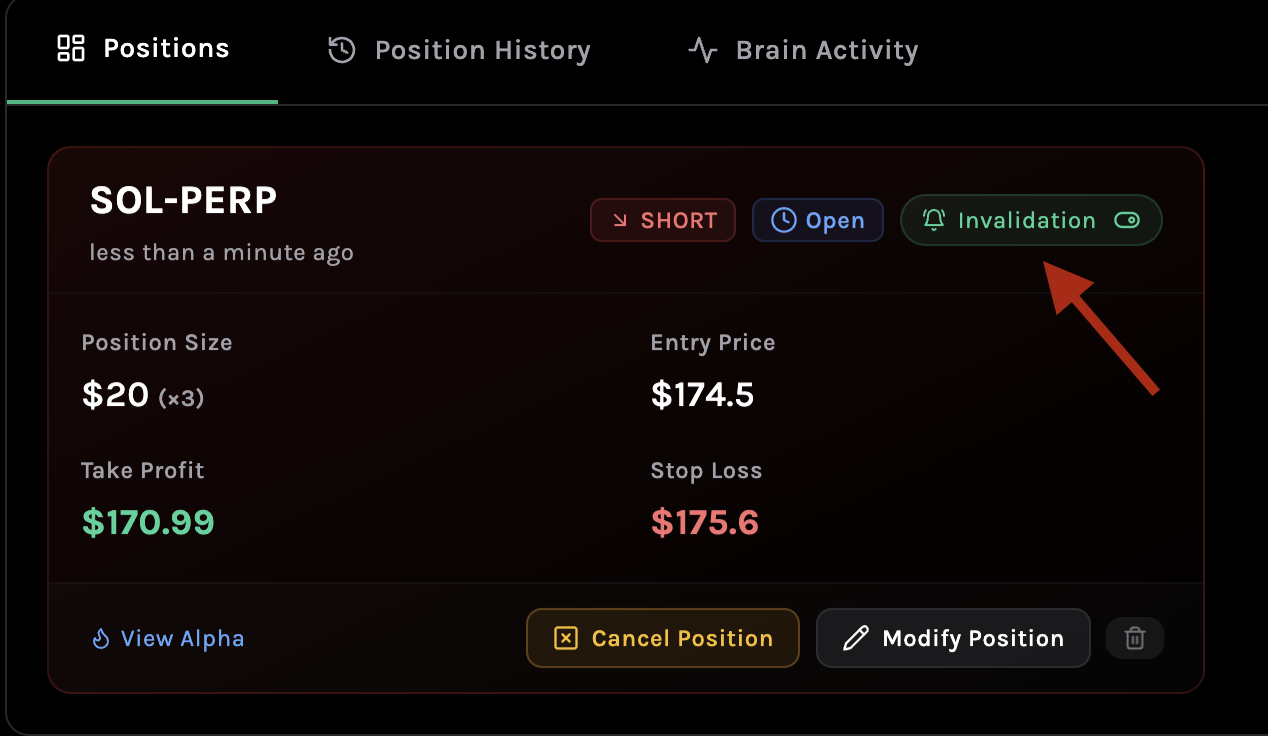 Positions
Position History
Brain Activity
SOL-PERP
less than a minute ago
SHORT
Open
Invalidation
Position Size
$20 (×3)
Entry Price
$174.5
Take Profit
$170.99
Stop Loss
$175.6
View Alpha
Cancel Position
Modify Position